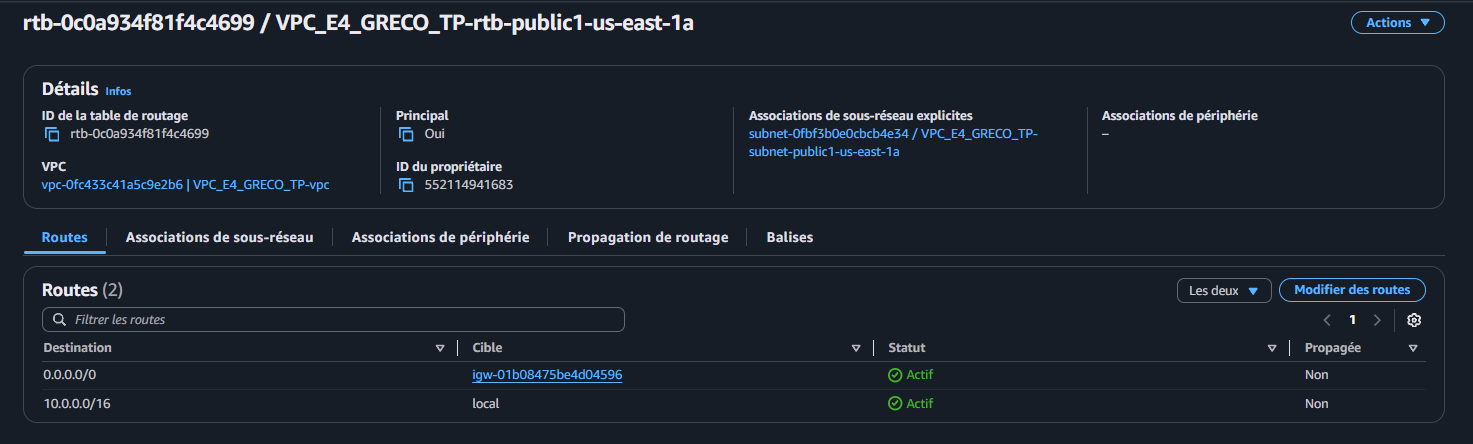 rtb-0c0a934f81f4c4699 / VPC_E4_GRECO_TP-rtb-public1-us-east-1a
Actions
Détails Infos
ID de la table de routage
rtb-0c0a934f81f4c4699
Principal
Oui
Associations de sous-réseau explicites
subnet-0fbf3b0e0cbcb4e34 / VPC_E4_GRECO_TP-
subnet-public1-us-east-1a
Associations de périphérie
–
VPC
vpc-0fc433c41a5c9e2b6 | VPC_E4_GRECO_TP-vpc
ID du propriétaire
552114941683
Routes Associations de sous-réseau Associations de périphérie Propagation de routage Balises
Routes (2)
Les deux
Modifier des routes
Filtrer les routes
1
Destination Cible Statut Propagée
0.0.0.0/0 igw-01b08475be4d04596 Actif Non
10.0.0.0/16 local Actif Non